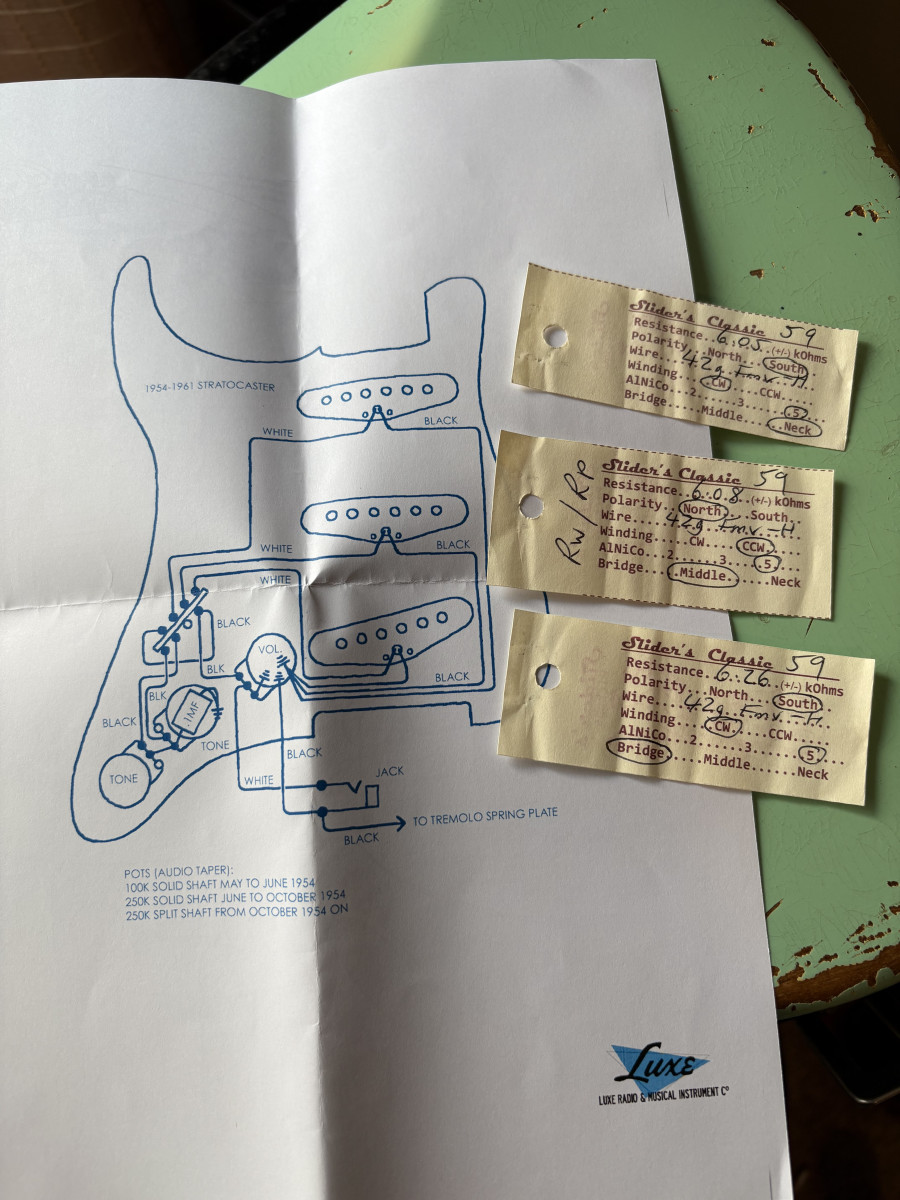 1954-1961 STRATOCASTER
WHITE
BLACK
WHITE
BLACK
WHITE
BLACK
VOL.
BLK
BLACK
BLK
.1MF
BLACK
TONE
BLACK
TONE
WHITE
JACK
TO TREMOLO SPRING PLATE
BLACK
POTS (AUDIO TAPER):
100K SOLID SHAFT MAY TO JUNE 1954
250K SOLID SHAFT JUNE TO OCTOBER 1954
250K SPLIT SHAFT FROM OCTOBER 1954 ON
Slider's Classic 59
Resistance..6.05..(+/-) kOhms
Polarity...North....South..
Wire....42g. Fmv-H...
Winding....CW.....CCW.....
AlNiCo...2......3......5.....
Bridge.....Middle......Neck
RW/RP
Slider's Classic 59
Resistance..6.08.(+/-) kOhms
Polarity...North...South..
Wire....42g. Fmv-H
Winding.....CW.....CCW.....
AlNiCo...2......3......5.....
Bridge.....Middle......Neck
Slider's Classic 59
Resistance..6.26..(+/-) kOhms
Polarity...North....South..
Wire....42g. Fmv-H.
Winding....CW.....CCW.....
AlNiCo...2......3......5.....
Bridge.....Middle......Neck
Luxe
LUXE RADIO & MUSICAL INSTRUMENT Cº